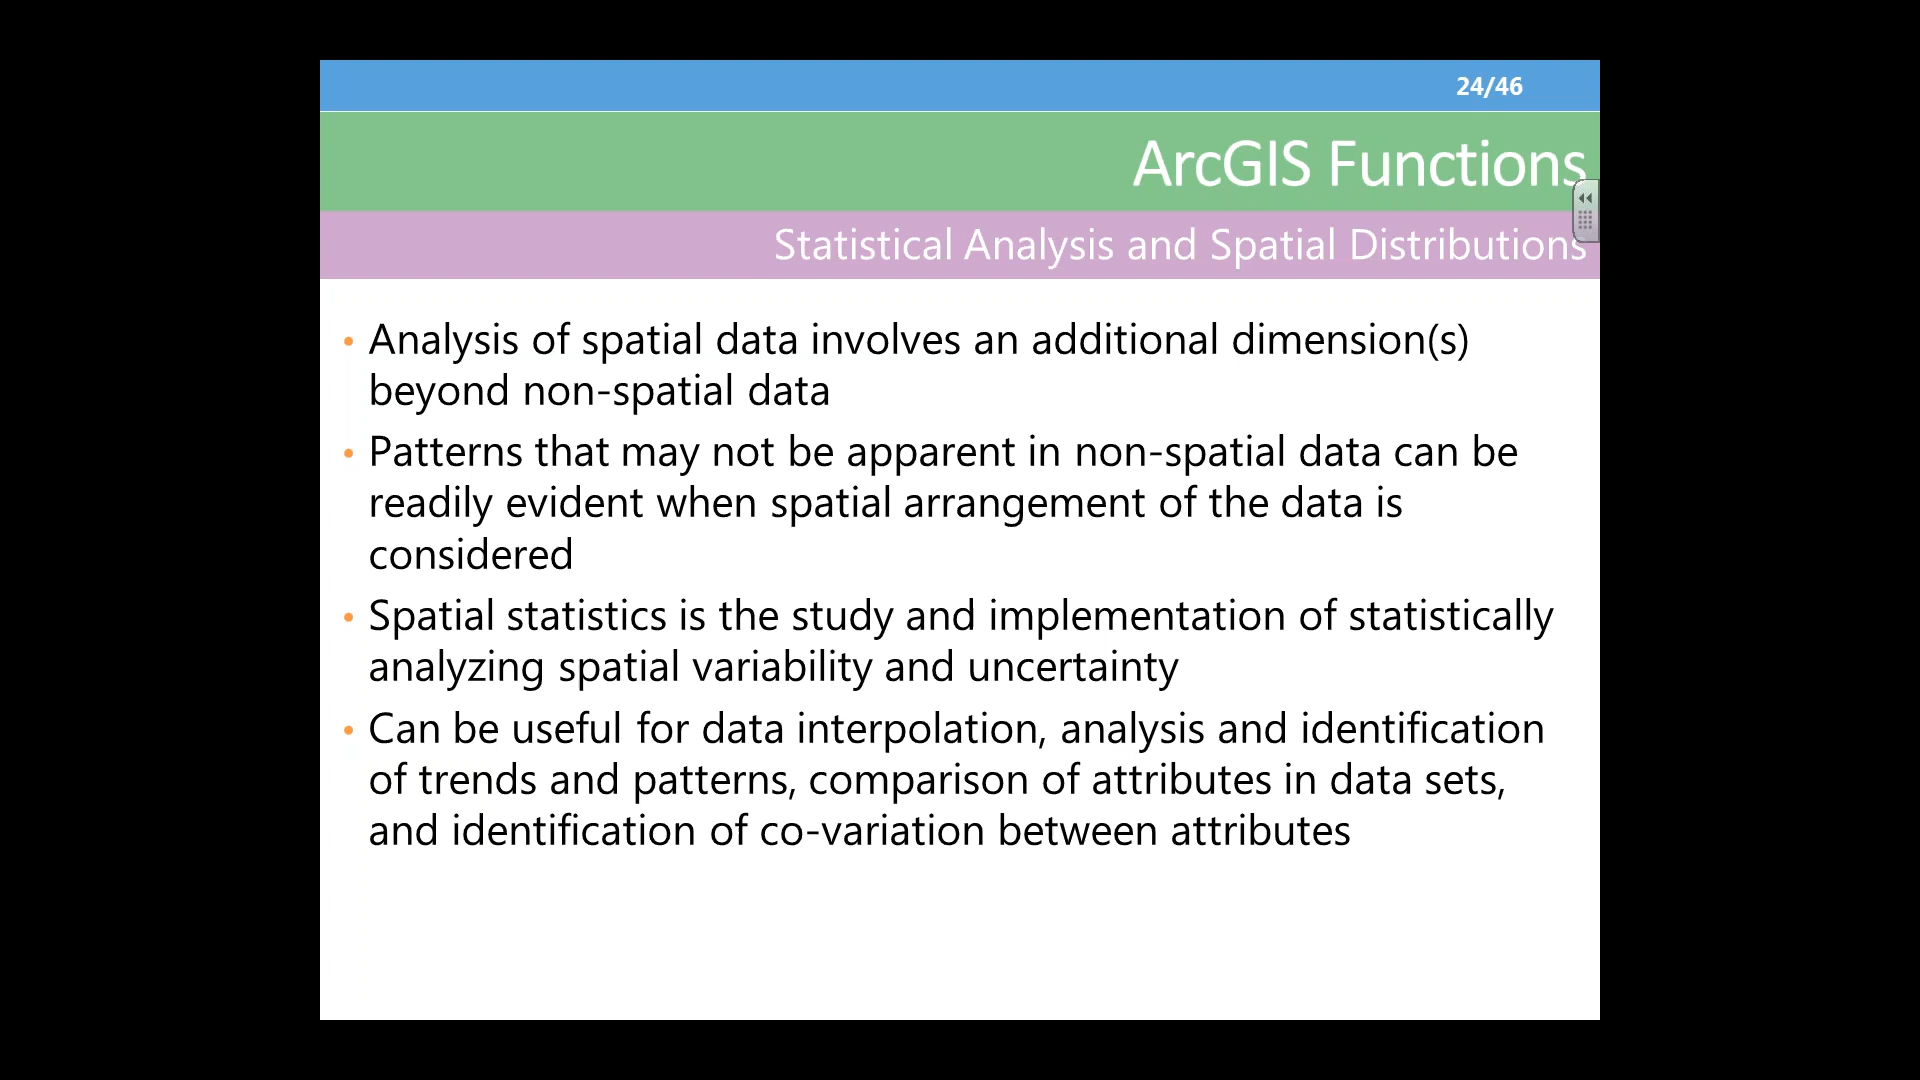 24/46
ArcGIS Functions
Statistical Analysis and Spatial Distributions
• Analysis of spatial data involves an additional dimension(s)
beyond non-spatial data
• Patterns that may not be apparent in non-spatial data can be
readily evident when spatial arrangement of the data is
considered
• Spatial statistics is the study and implementation of statistically
analyzing spatial variability and uncertainty
• Can be useful for data interpolation, analysis and identification
of trends and patterns, comparison of attributes in data sets,
and identification of co-variation between attributes